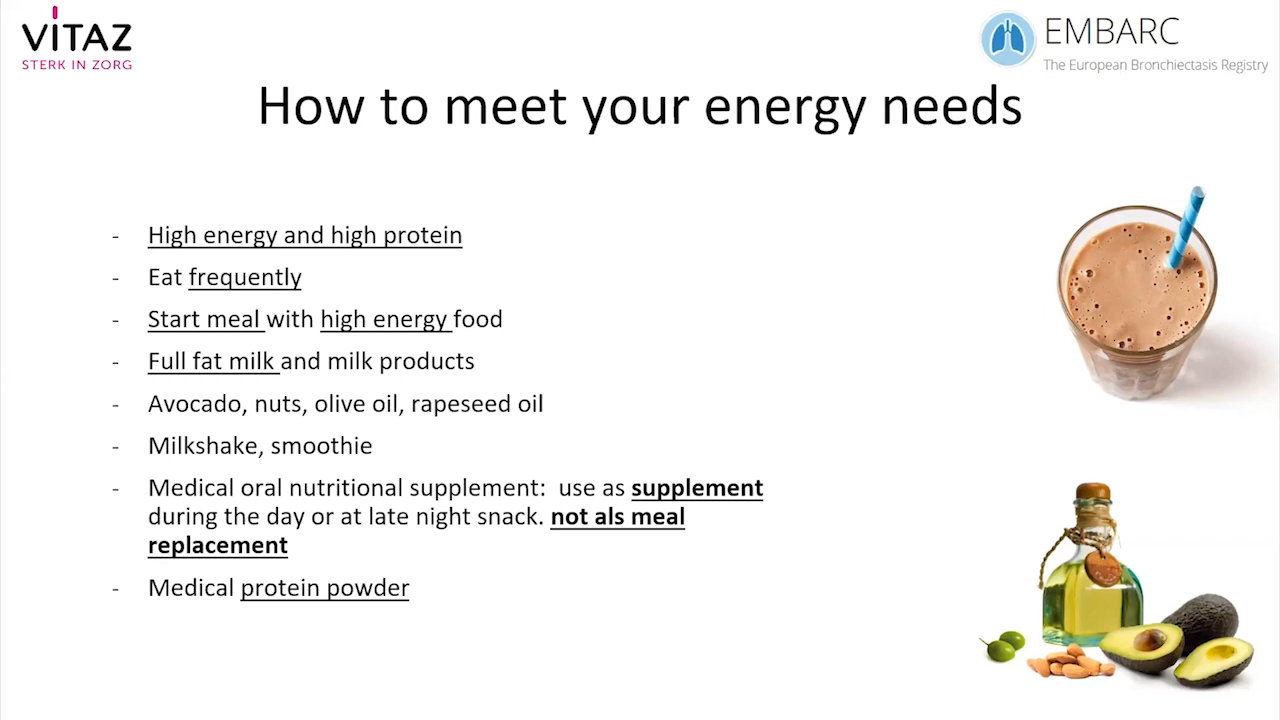 VITAZ
STERK IN ZORG
EMBARC
The European Bronchiectasis Registry
How to meet your energy needs
- High energy and high protein
- Eat frequently
- Start meal with high energy food
- Full fat milk and milk products
- Avocado, nuts, olive oil, rapeseed oil
- Milkshake, smoothie
- Medical oral nutritional supplement:  use as supplement
during the day or at late night snack. not als meal
replacement
- Medical protein powder